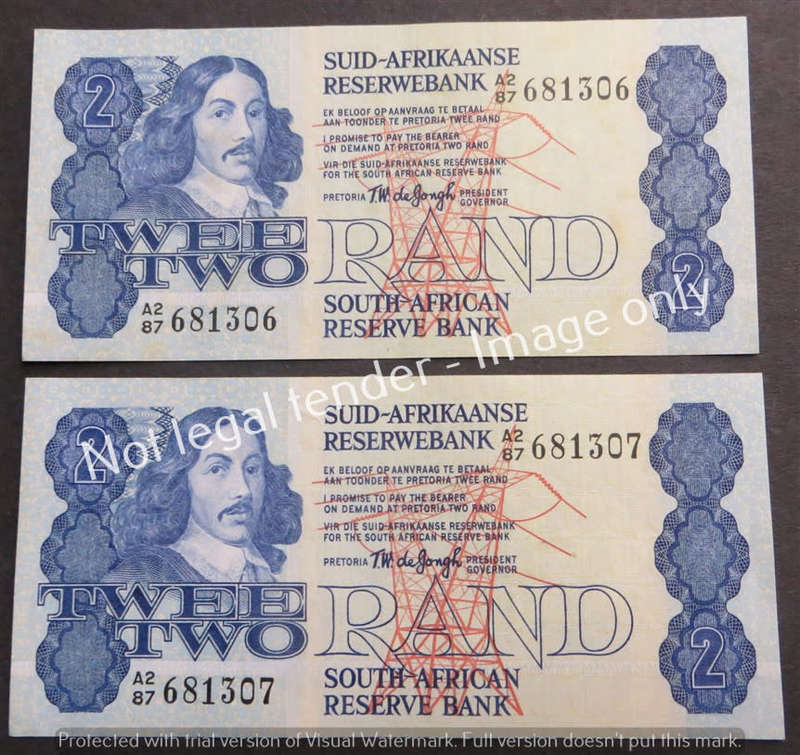 2
SUID-AFRIKAANSE
RESERWEBANK A2/87 681306
EK BELOOF OP AANVRAAG TE BETAAL
AAN TOONDER TE PRETORIA TWEE RAND
I PROMISE TO PAY THE BEARER
ON DEMAND AT PRETORIA TWO RAND
VIR DIE SUID-AFRIKAANSE RESERWEBANK
FOR THE SOUTH AFRICAN RESERVE BANK
PRETORIA T.W. de Jongh PRESIDENT
GOVERNOR
TWEE
TWO RAND
2
A2/87 681306
SOUTH-AFRICAN
RESERVE BANK
Not legal tender - Image only
2
SUID-AFRIKAANSE
RESERWEBANK A2/87 681307
EK BELOOF OP AANVRAAG TE BETAAL
AAN TOONDER TE PRETORIA TWEE RAND
I PROMISE TO PAY THE BEARER
ON DEMAND AT PRETORIA TWO RAND
VIR DIE SUID-AFRIKAANSE RESERWEBANK
FOR THE SOUTH AFRICAN RESERVE BANK
PRETORIA T.W. de Jongh PRESIDENT
GOVERNOR
TWEE
TWO RAND
2
A2/87 681307
SOUTH-AFRICAN
RESERVE BANK
Protected with trial version of Visual Watermark. Full version doesn't put this mark.